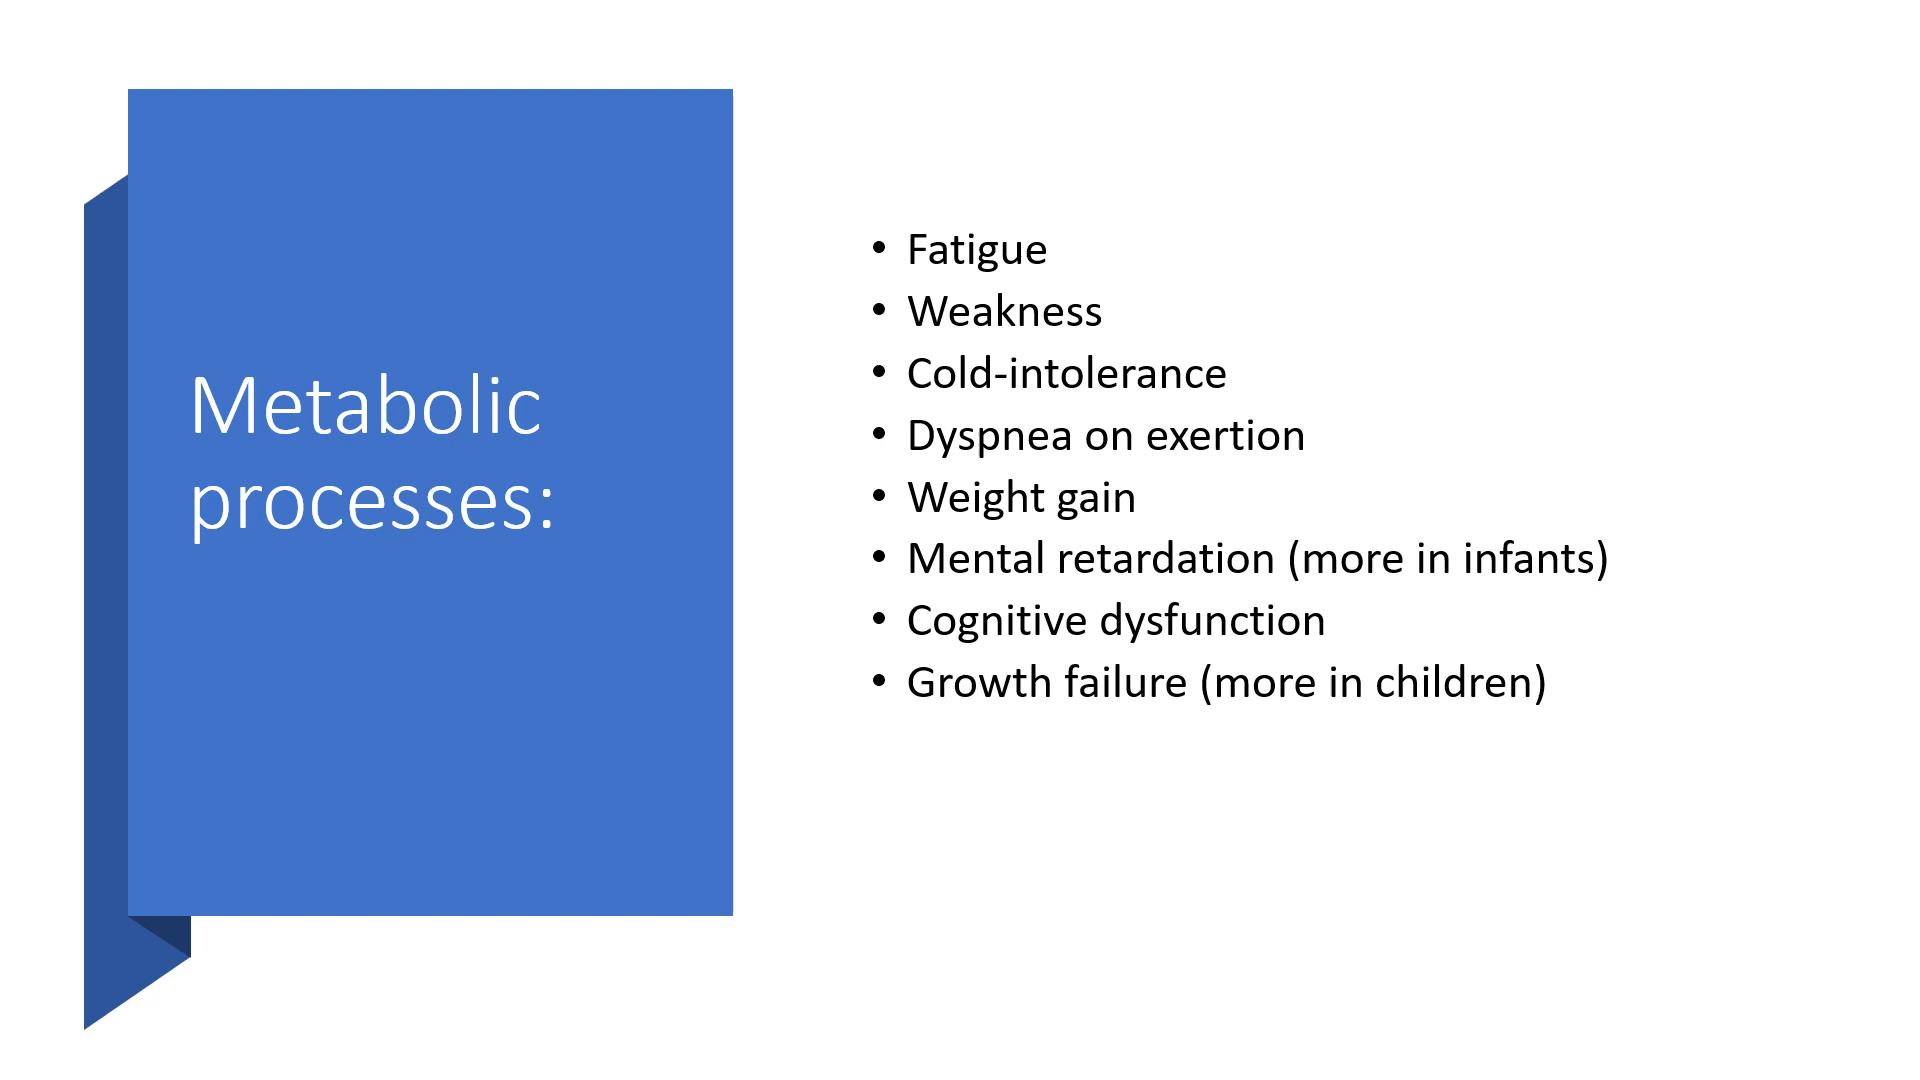 Metabolic
processes:
• Fatigue
• Weakness
• Cold-intolerance
• Dyspnea on exertion
• Weight gain
• Mental retardation (more in infants)
• Cognitive dysfunction
• Growth failure (more in children)